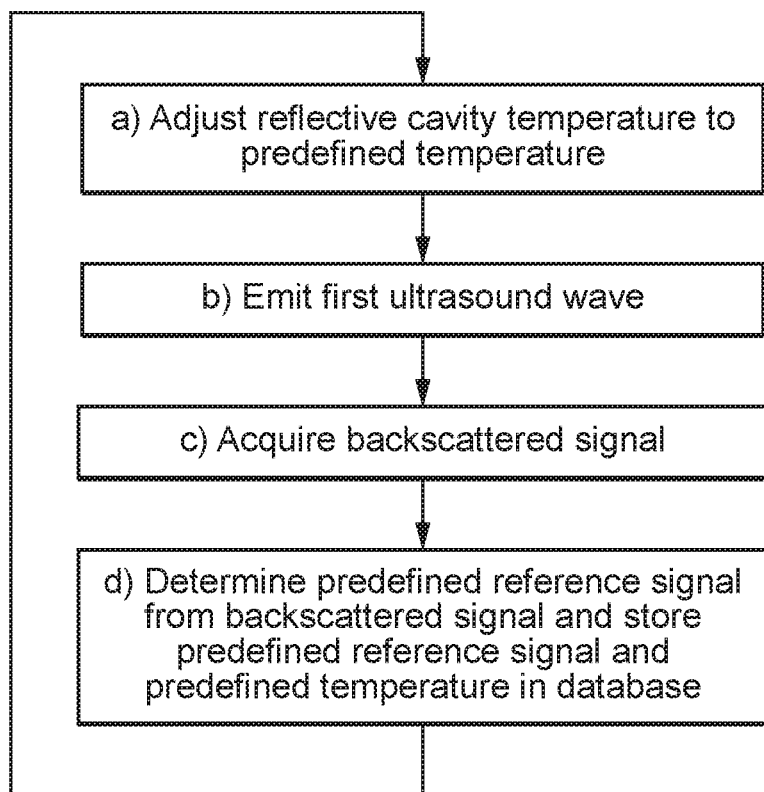 a) Adjust reflective cavity temperature to
predefined temperature
b) Emit first ultrasound wave
c) Acquire backscattered signal
d) Determine predefined reference signal
from backscattered signal and store
predefined reference signal and
predefined temperature in database